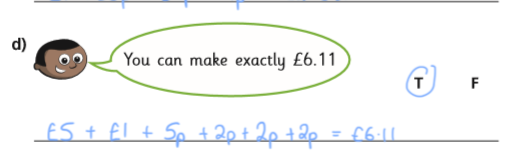 d)
You can make exactly £6.11
T F
£5 + £1 + 5p + 2p + 2p + 2p = £6.11